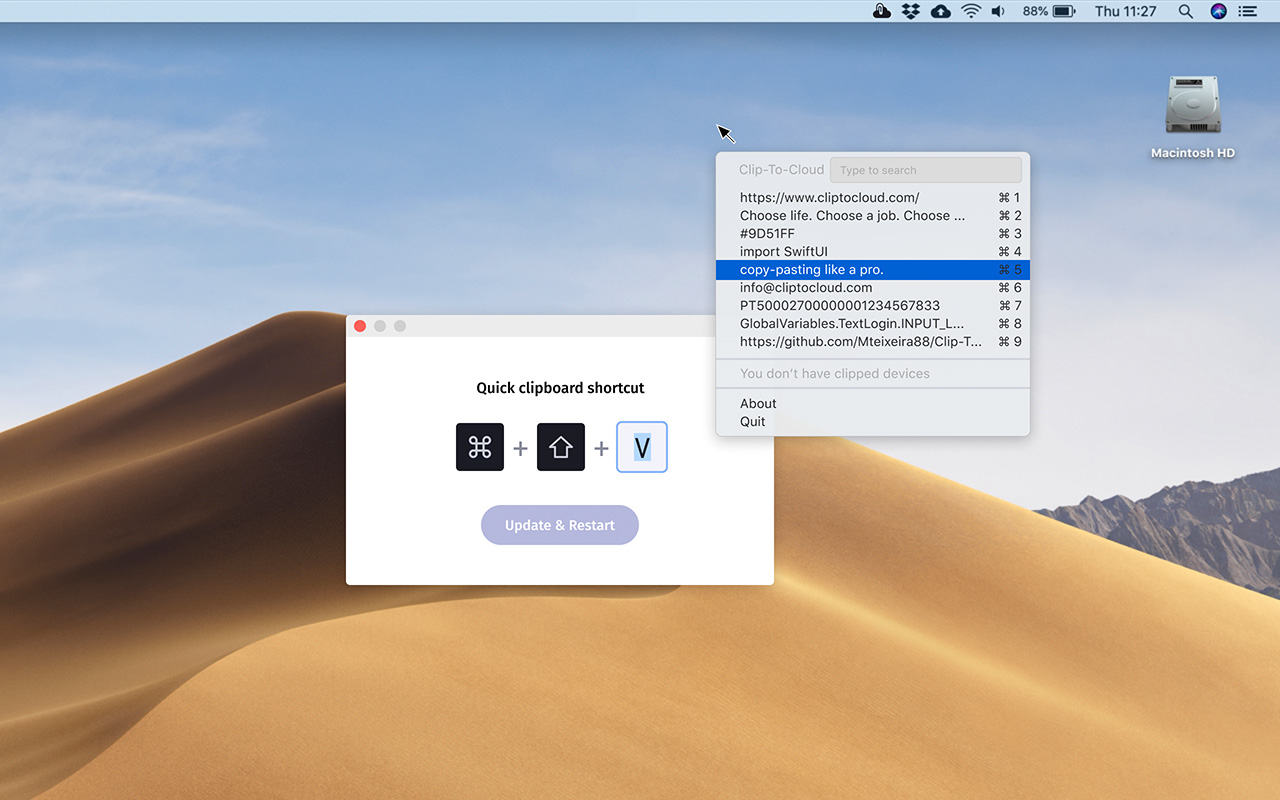 88%
Thu 11:27
Macintosh HD
Clip-To-Cloud Type to search
https://www.cliptocloud.com/ ⌘ 1
Choose life. Choose a job. Choose ... ⌘ 2
#9D51FF ⌘ 3
import SwiftUI ⌘ 4
copy-pasting like a pro. ⌘ 5
info@cliptocloud.com ⌘ 6
PT50002700000001234567833 ⌘ 7
GlobalVariables.TextLogin.INPUT_L... ⌘ 8
https://github.com/Mteixeira88/Clip-T... ⌘ 9
You don't have clipped devices
About
Quit
Quick clipboard shortcut
⌘ + ⇧ + V
Update & Restart